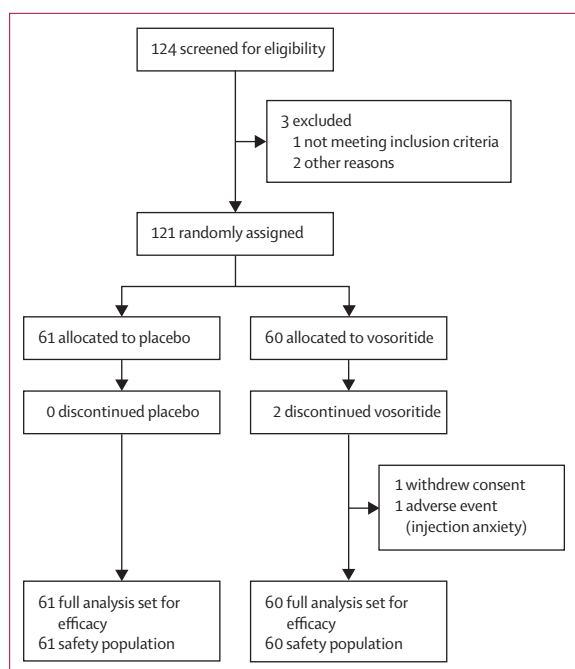 124 screened for eligibility
3 excluded
1 not meeting inclusion criteria
2 other reasons
121 randomly assigned
61 allocated to placebo
60 allocated to vosoritide
0 discontinued placebo
2 discontinued vosoritide
1 withdrew consent
1 adverse event
(injection anxiety)
61 full analysis set for
efficacy
61 safety population
60 full analysis set for
efficacy
60 safety population